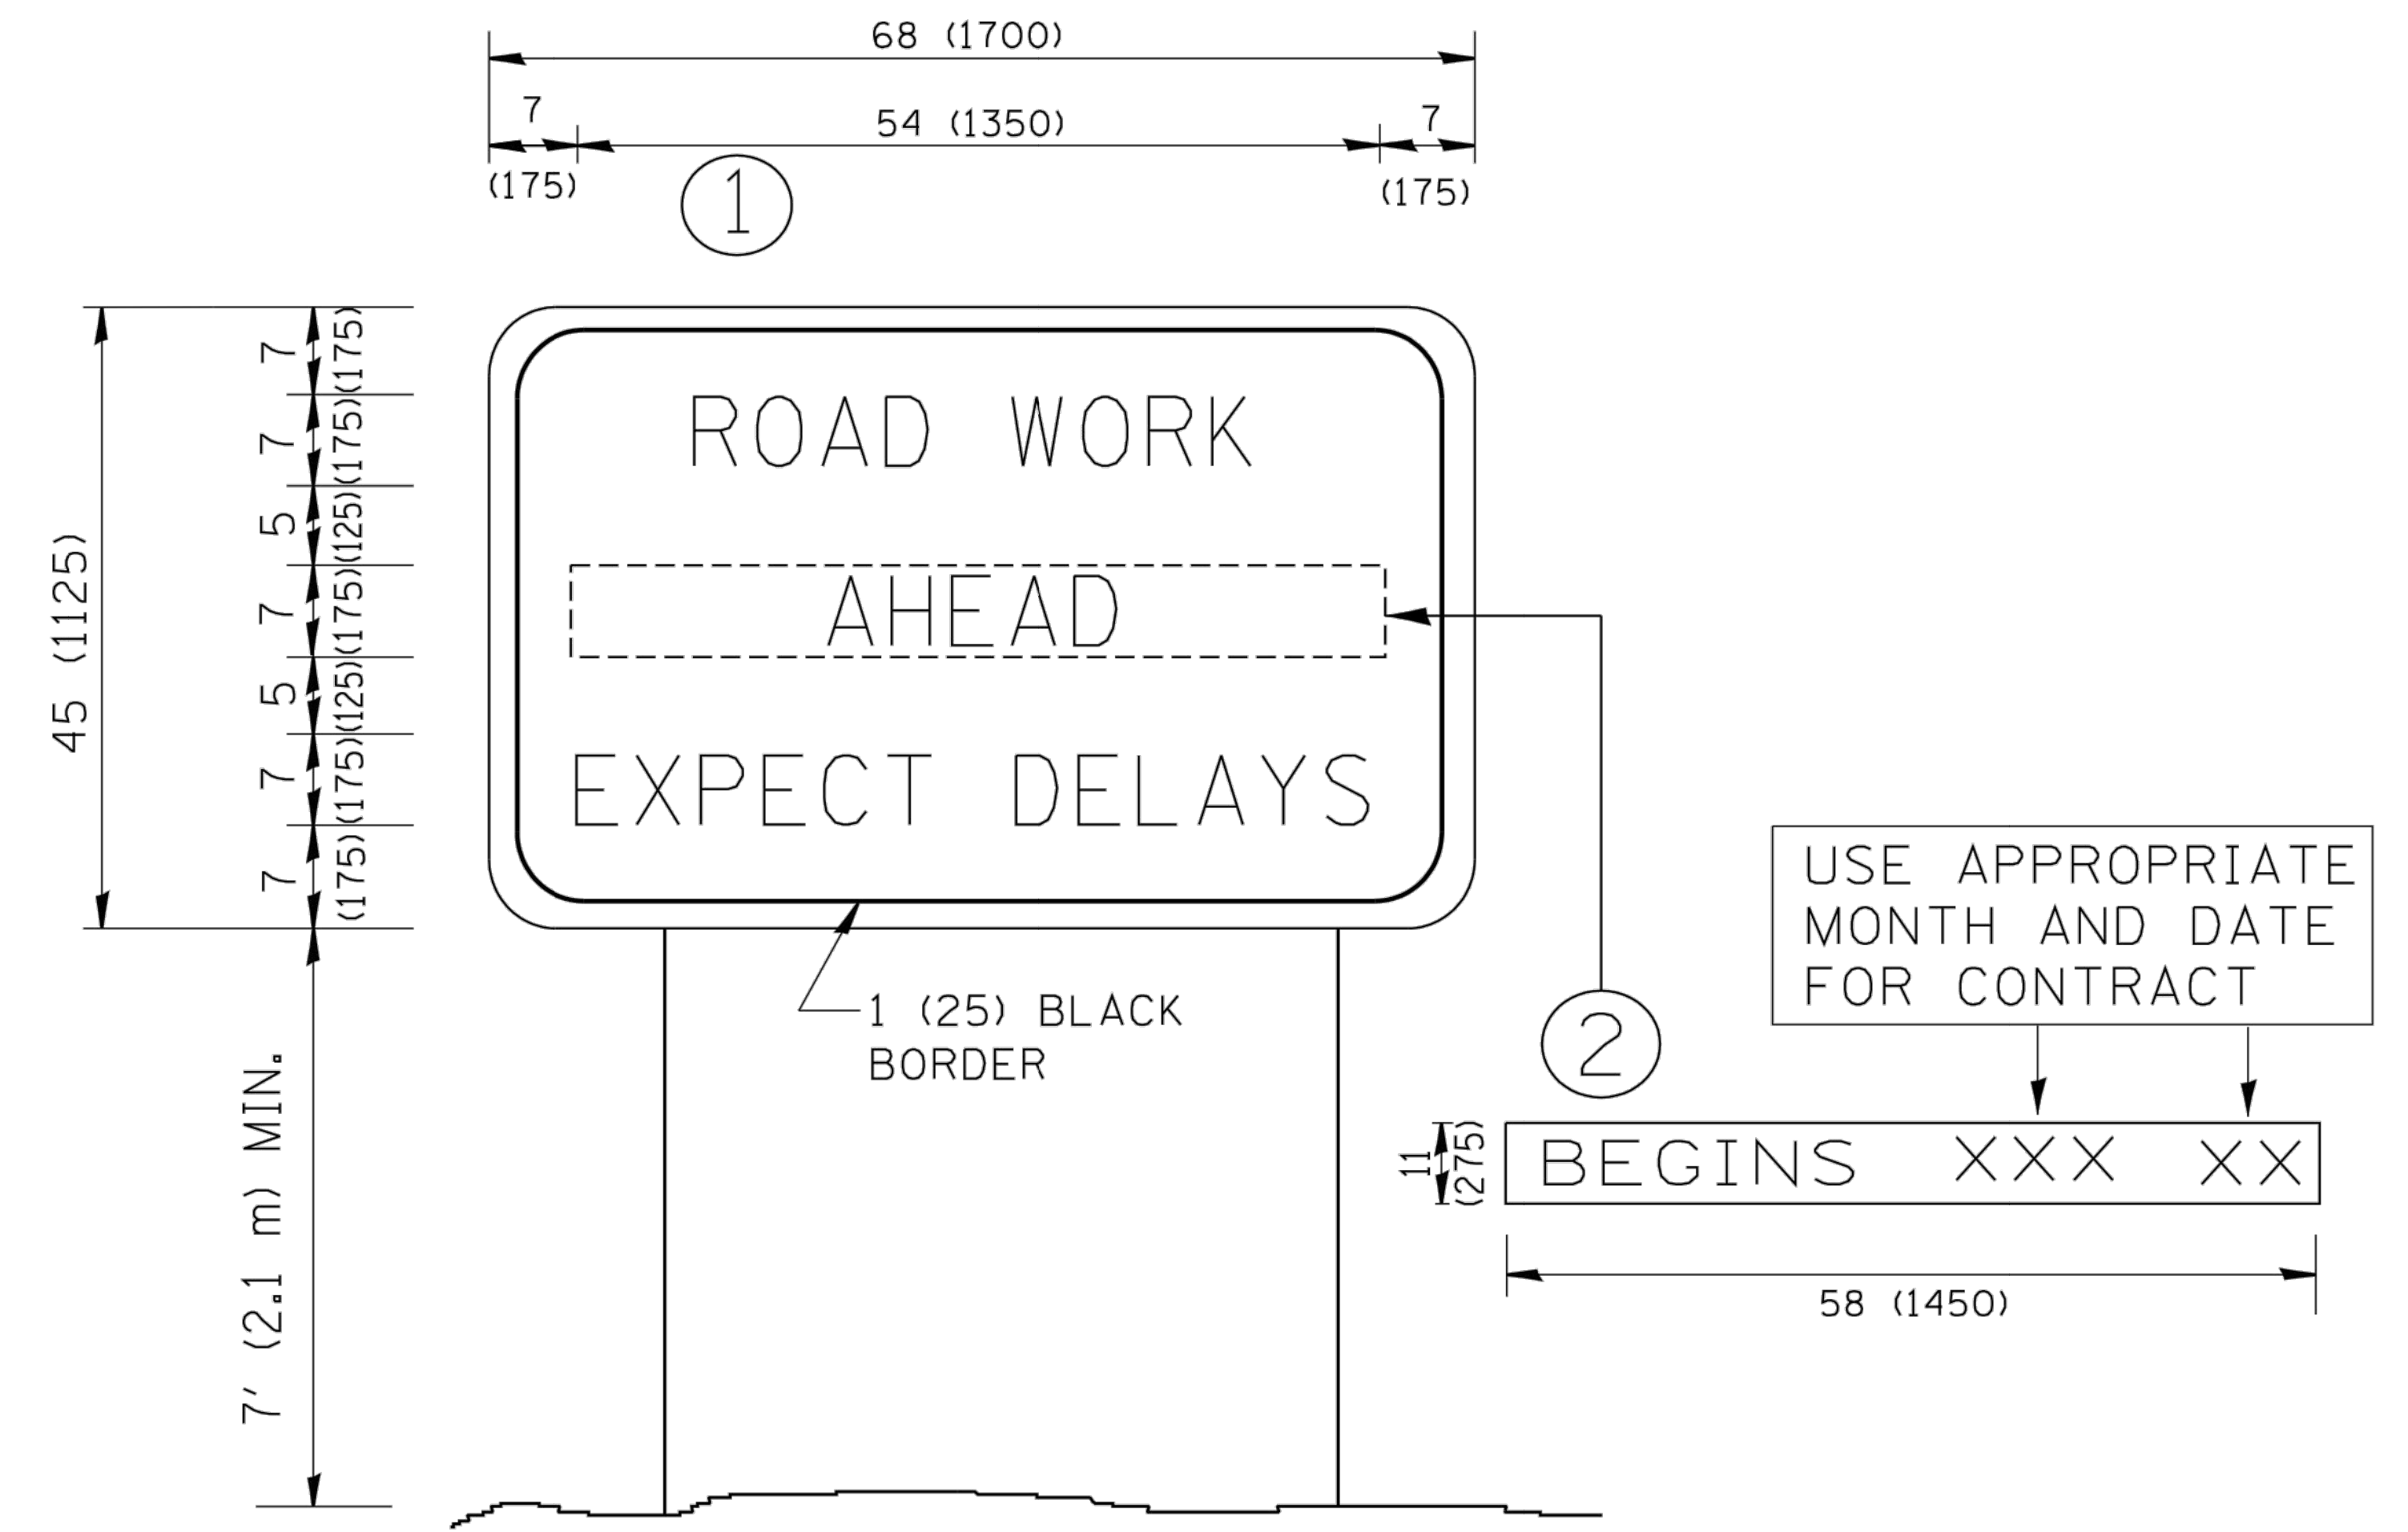 68 (1700)
7
54 (1350)
7
(175)
(175)
1
45 (1125)
7 (175)
7 (175)
5 (125)
7 (175)
5 (125)
7 (175)
7 (175)
7' (2.1 m) MIN.
ROAD WORK
AHEAD
EXPECT DELAYS
1 (25) BLACK
BORDER
2
USE APPROPRIATE
MONTH AND DATE
FOR CONTRACT
11
(275)
BEGINS XXX XX
58 (1450)